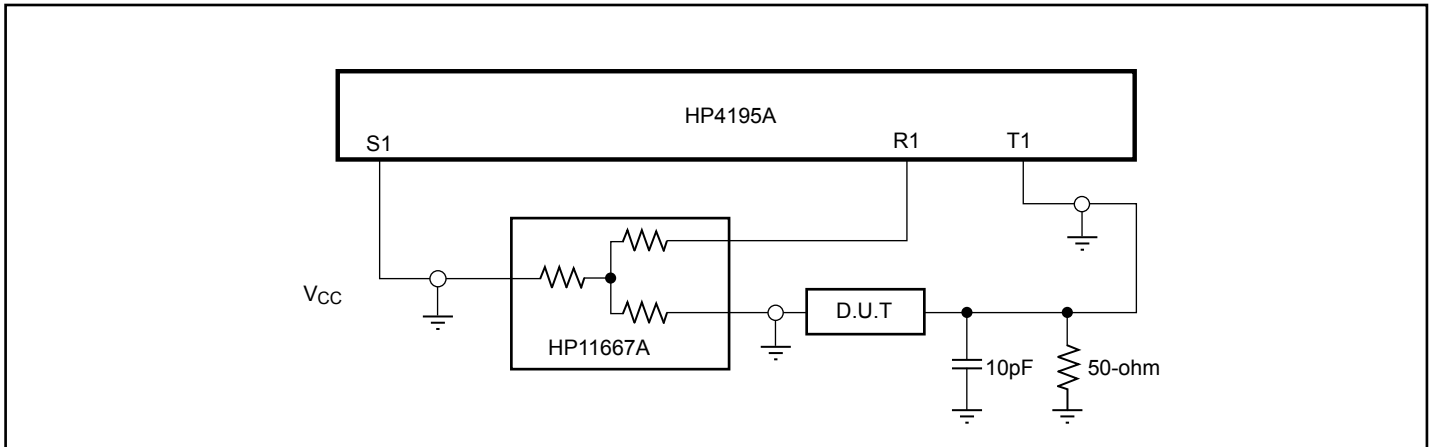 HP4195A
S1
R1
T1
VCC
HP11667A
D.U.T
10pF
50-ohm